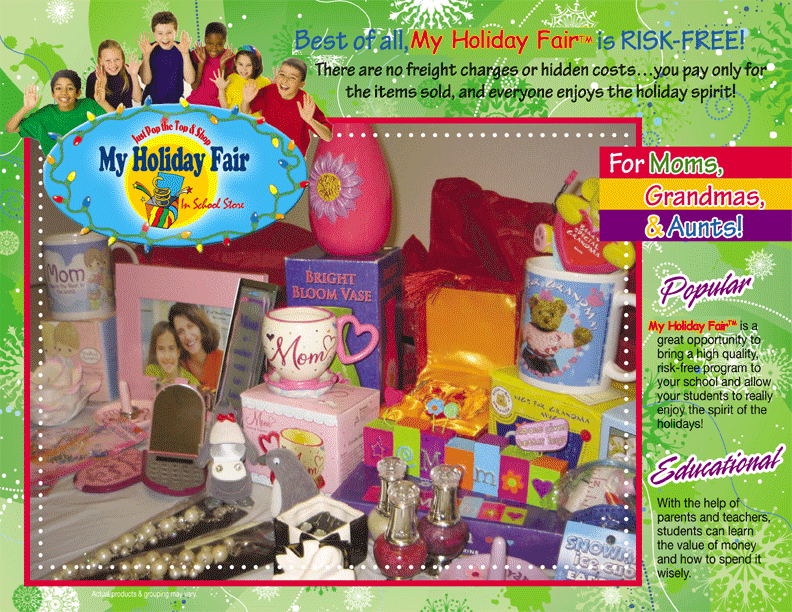 Best of all, My Holiday Fair™ is RISK-FREE!
There are no freight charges or hidden costs...you pay only for
the items sold, and everyone enjoys the holiday spirit!
Just Pop the Top & Shop
My Holiday Fair
In School Store
For Moms,
Grandmas,
& Aunts!
Mom
BRIGHT
BLOOM VASE
Mom
Mom
MUG FOR GRANDMA
GRANDMA
Popular
My Holiday Fair™ is a
great opportunity to
bring a high quality,
risk-free program to
your school and allow
your students to really
enjoy the spirit of the
holidays!
Educational
With the help of
parents and teachers,
students can learn
the value of money
and how to spend it
wisely.
Actual products & grouping may vary.